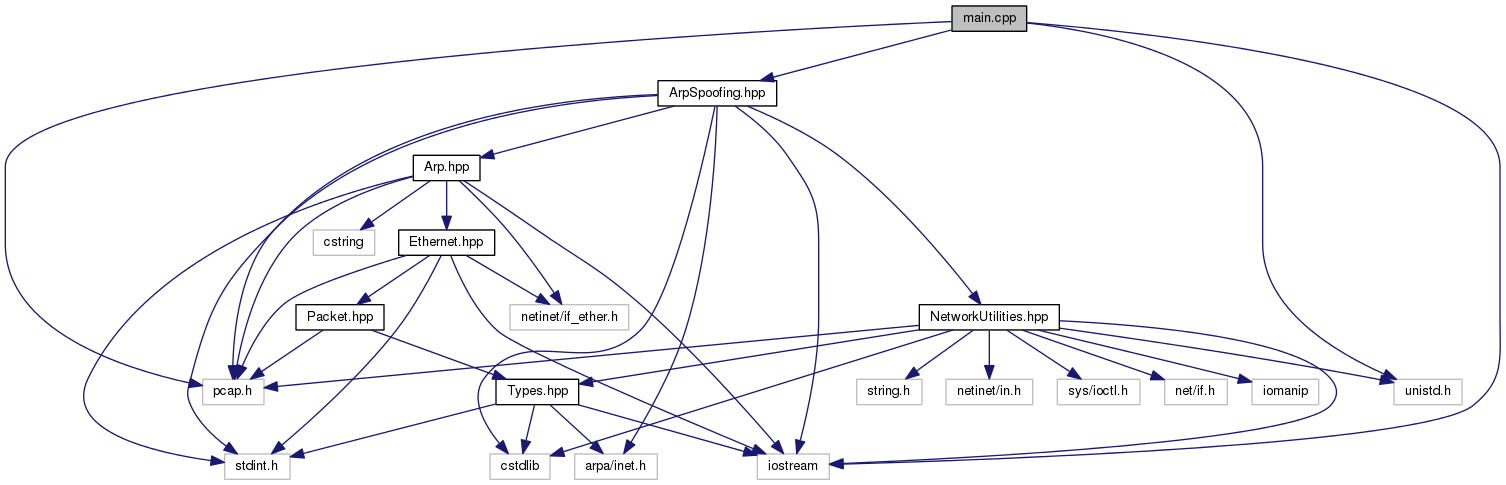 main.cpp
ArpSpoofing.hpp
Arp.hpp
cstring
Ethernet.hpp
Packet.hpp
netinet/if_ether.h
NetworkUtilities.hpp
pcap.h
Types.hpp
string.h
netinet/in.h
sys/ioctl.h
net/if.h
iomanip
unistd.h
stdint.h
cstdlib
arpa/inet.h
iostream